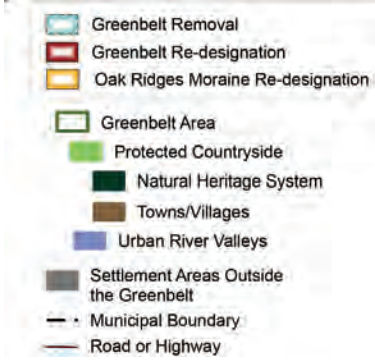 Greenbelt Removal
Greenbelt Re-designation
Oak Ridges Moraine Re-designation
Greenbelt Area
Protected Countryside
Natural Heritage System
Towns/Villages
Urban River Valleys
Settlement Areas Outside
the Greenbelt
Municipal Boundary
Road or Highway